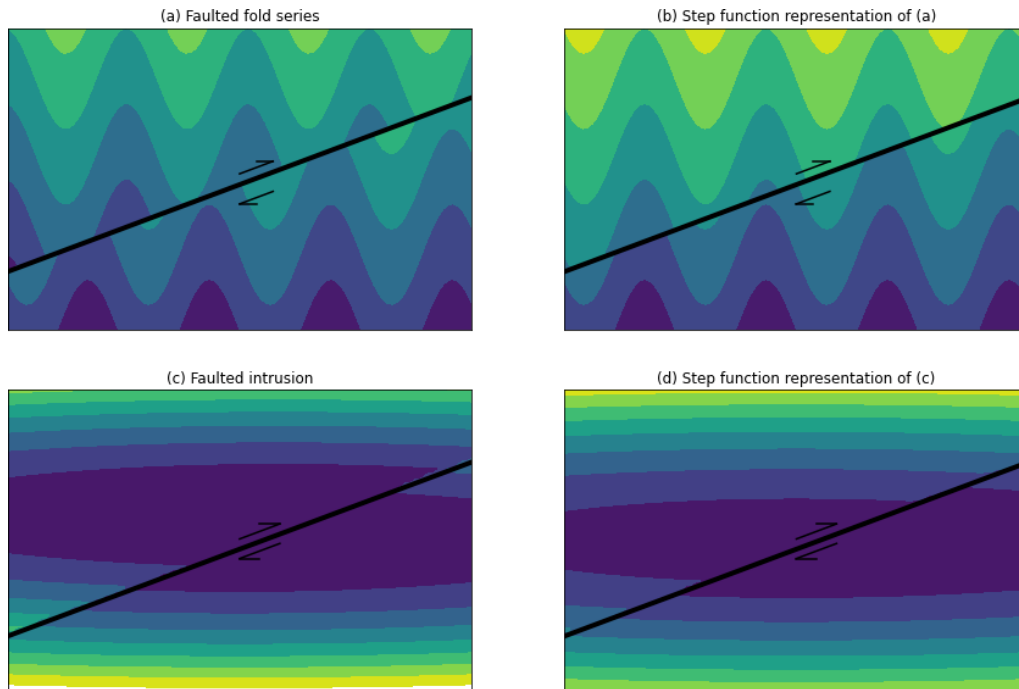 (a) Faulted fold series
(b) Step function representation of (a)
(c) Faulted intrusion
(d) Step function representation of (c)